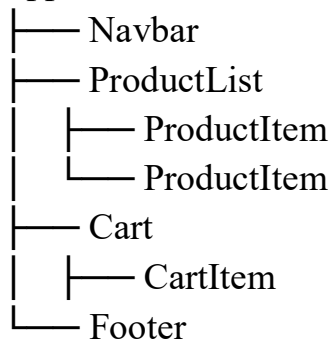 Navbar
ProductList
ProductItem
ProductItem
Cart
CartItem
Footer